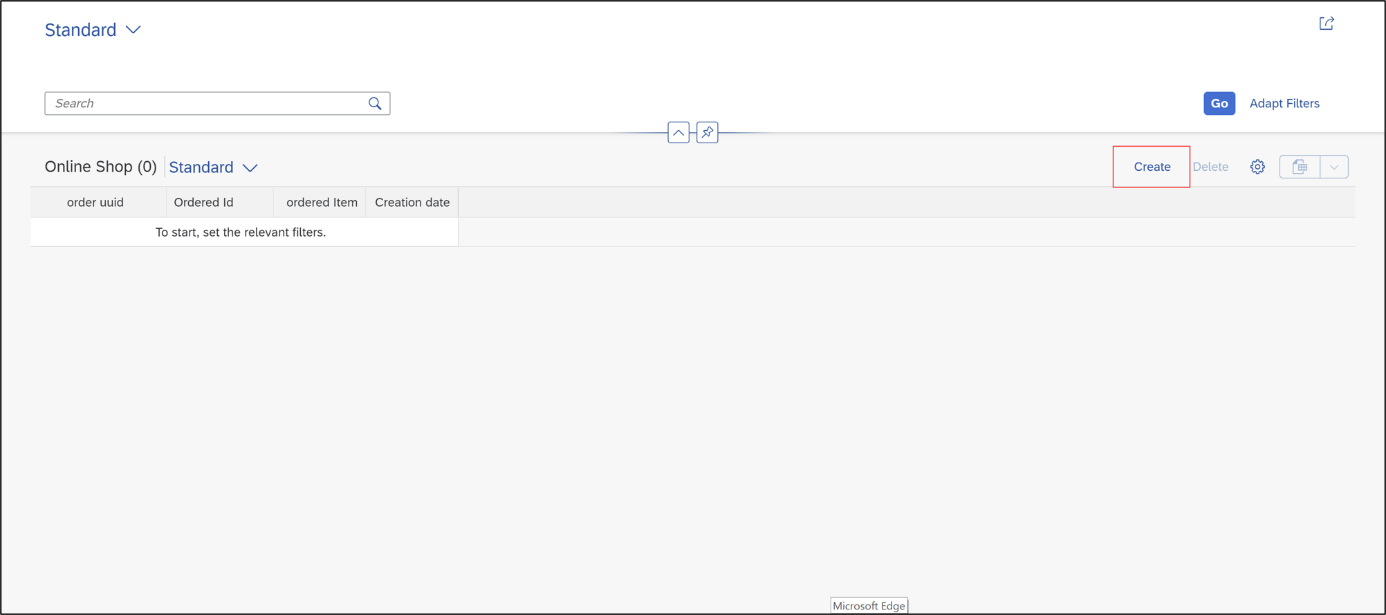 Standard
Search
Go Adapt Filters
Online Shop (0) Standard Create Delete
order uuid Ordered Id ordered Item Creation date
To start, set the relevant filters.
Microsoft Edge